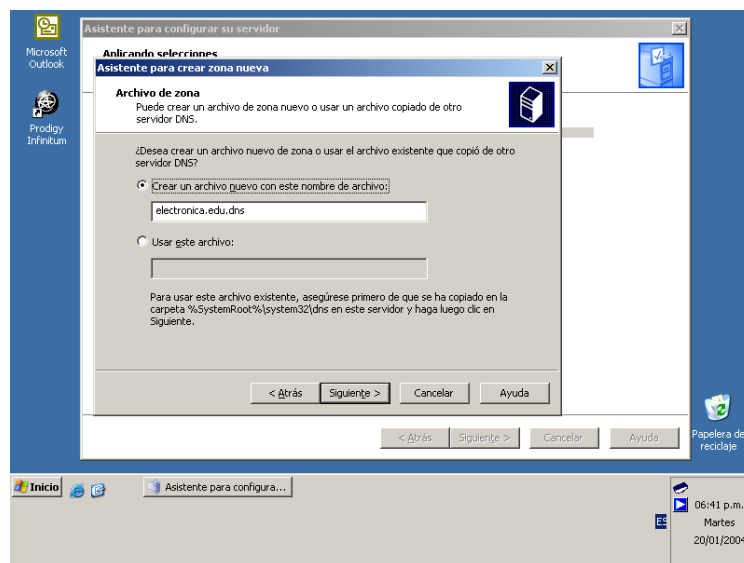 Microsoft
Outlook
Prodigy
Infinitum
Asistente para configurar su servidor
Aplicando selecciones
Asistente para crear zona nueva
Archivo de zona
Puede crear un archivo de zona nuevo o usar un archivo copiado de otro
servidor DNS.
¿Desea crear un archivo nuevo de zona o usar el archivo existente que copió de otro
servidor DNS?
Crear un archivo nuevo con este nombre de archivo:
electronica.edu.dns
Usar este archivo:
Para usar este archivo existente, asegúrese primero de que se ha copiado en la
carpeta %SystemRoot%\system32\dns en este servidor y haga luego clic en
Siguiente.
< Atrás Siguiente > Cancelar Ayuda
< Atrás Siguiente > Cancelar Ayuda
Papelera de
reciclaje
Inicio
Asistente para configura...
ES
06:41 p.m.
Martes
20/01/2004